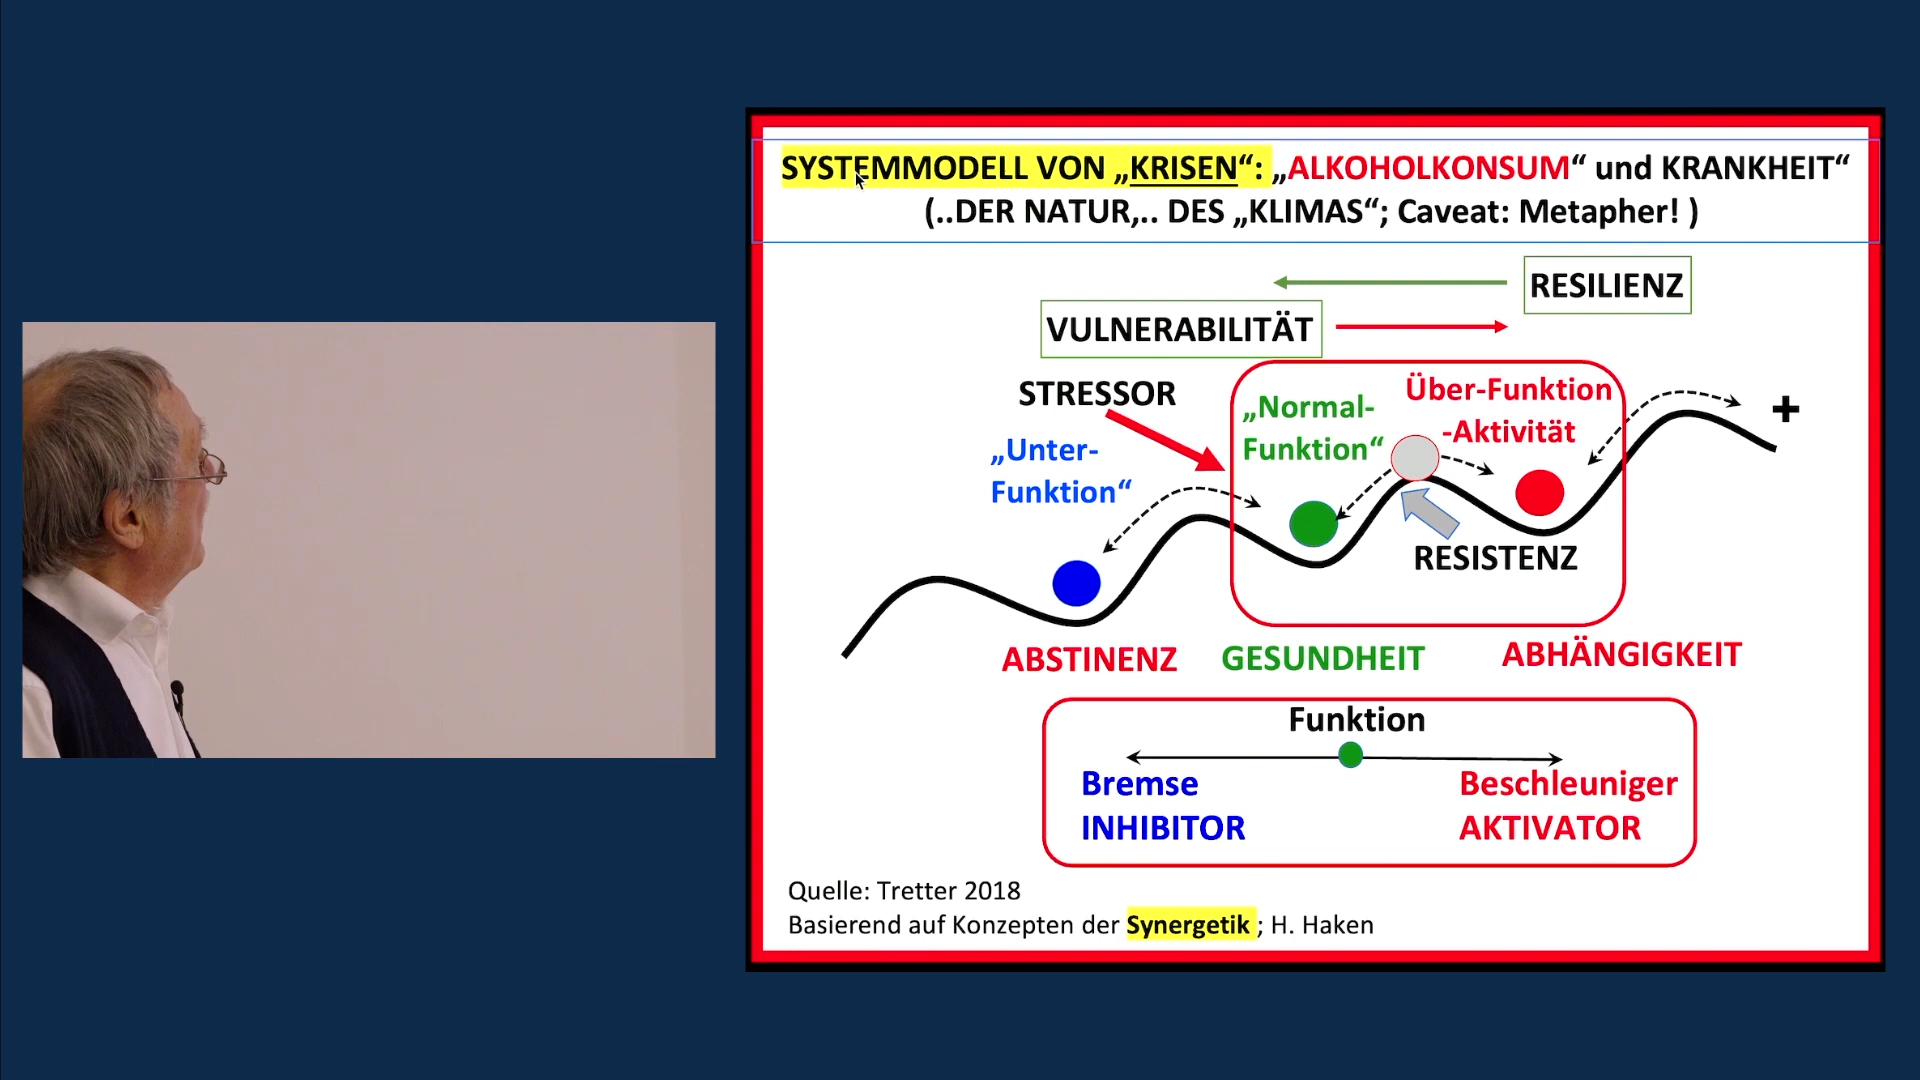 SYSTEMMODELL VON „KRISEN“: „ALKOHOLKONSUM“ und KRANKHEIT“
(..DER NATUR,.. DES „KLIMAS“; Caveat: Metapher! )
RESILIENZ
VULNERABILITÄT
STRESSOR
„Unter-
Funktion“
„Normal-
Funktion“
Über-Funktion
-Aktivität
+
RESISTENZ
ABSTINENZ
GESUNDHEIT
ABHÄNGIGKEIT
Funktion
Bremse
INHIBITOR
Beschleuniger
AKTIVATOR
Quelle: Tretter 2018
Basierend auf Konzepten der Synergetik ; H. Haken